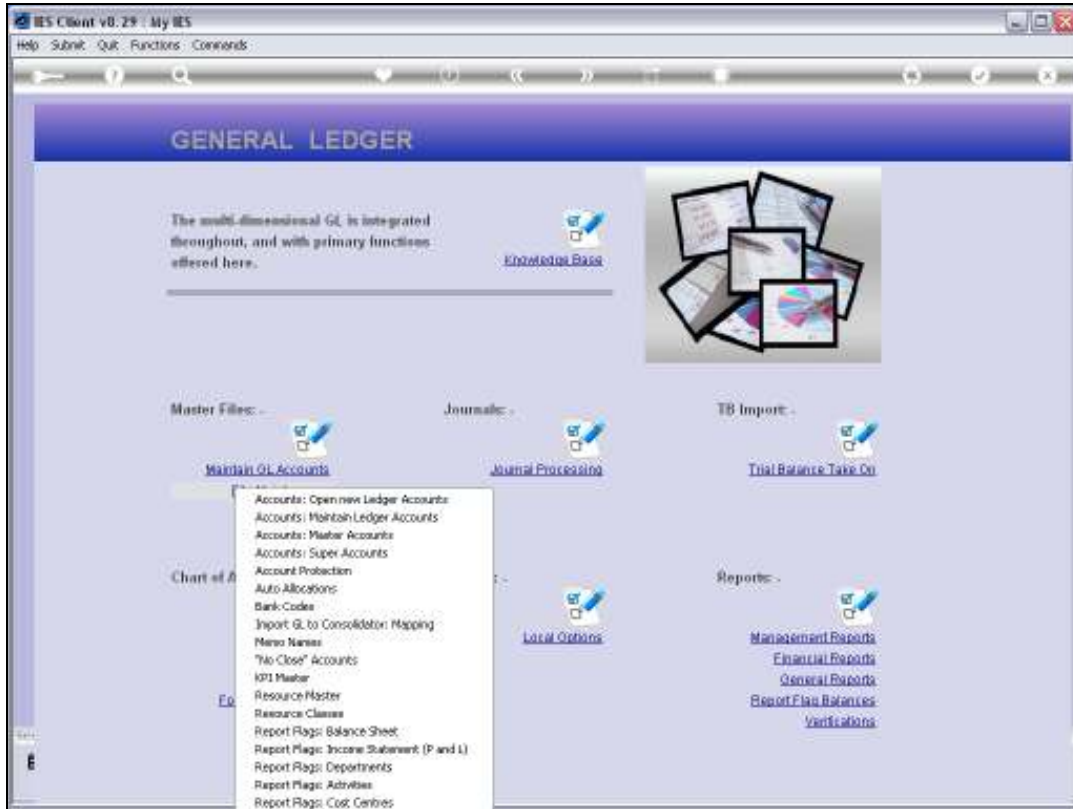 IES Client v8.29 : My IES
Help Submit Quit Functions Commands
GENERAL LEDGER
The multi-dimensional GL is integrated
throughout, and with primary functions
offered here.
Knowledge Base
Master Files: -
Journals: -
TB Import: -
Maintain GL Accounts
Journal Processing
Trial Balance Take On
Accounts: Open new Ledger Accounts
Accounts: Maintain Ledger Accounts
Accounts: Master Accounts
Accounts: Super Accounts
Account Protection
Auto Allocations
Bank Codes
Import GL to Consolidator: Mapping
Memo Names
"No Close" Accounts
KPI Master
Resource Master
Resource Classes
Report Flags: Balance Sheet
Report Flags: Income Statement (P and L)
Report Flags: Departments
Report Flags: Activities
Report Flags: Cost Centres
Chart of
: -
Reports: -
Local Options
Management Reports
Financial Reports
General Reports
Report Flag Balances
Verifications
Fo